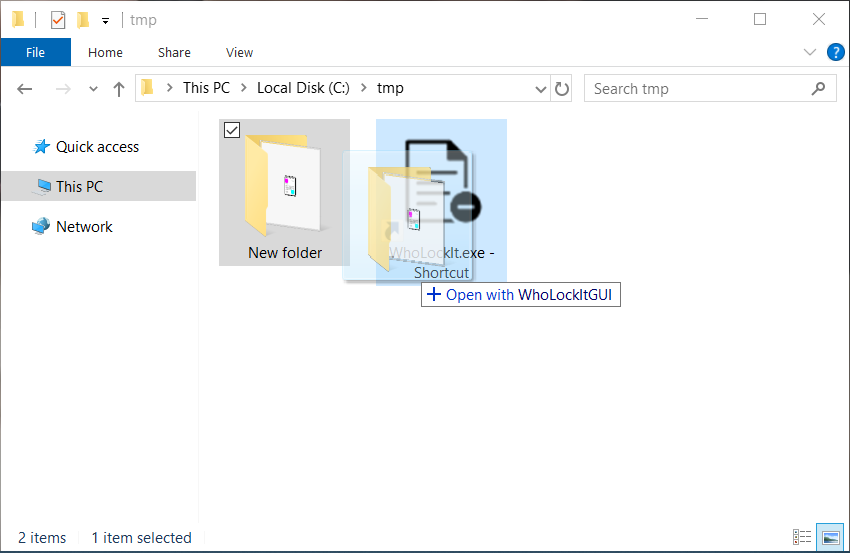 tmp
File
Home
Share
View
?
This PC
Local Disk (C:)
tmp
Search tmp
Quick access
This PC
Network
New folder
WhoLockIt.exe -
Shortcut
Open with WhoLockItGUI
2 items
1 item selected